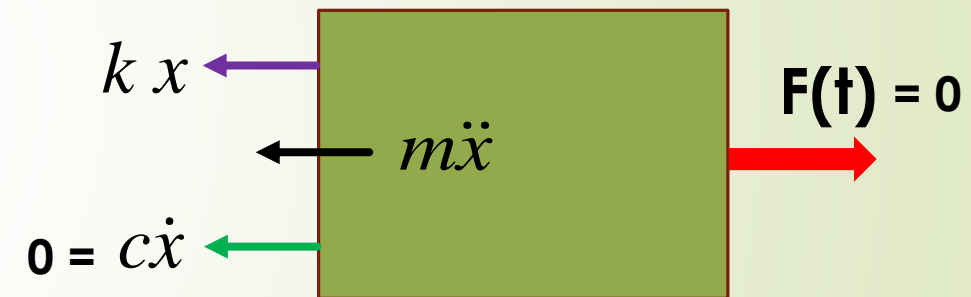 k x
F(t) = 0
mẍ
0 = cẋ